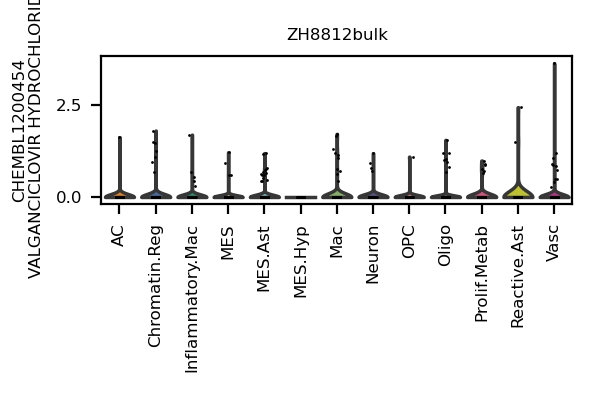 ZH8812bulk
CHEMBL1200454
VALGANCICLOVIR
2.5
0.0
AC
Chromatin.Reg
Inflammatory.Mac
MES
MES.Ast
MES.Hyp
Mac
Neuron
OPC
Oligo
Prolif.Metab
Reactive.Ast
Vasc